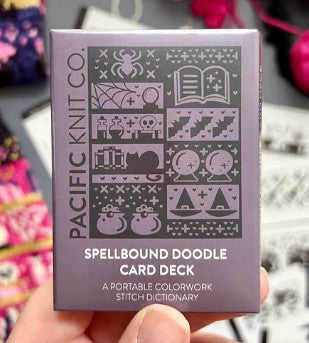 PACIFIC KNIT CO.
SPELLBOUND DOODLE
CARD DECK
A PORTABLE COLORWORK
STITCH DICTIONARY